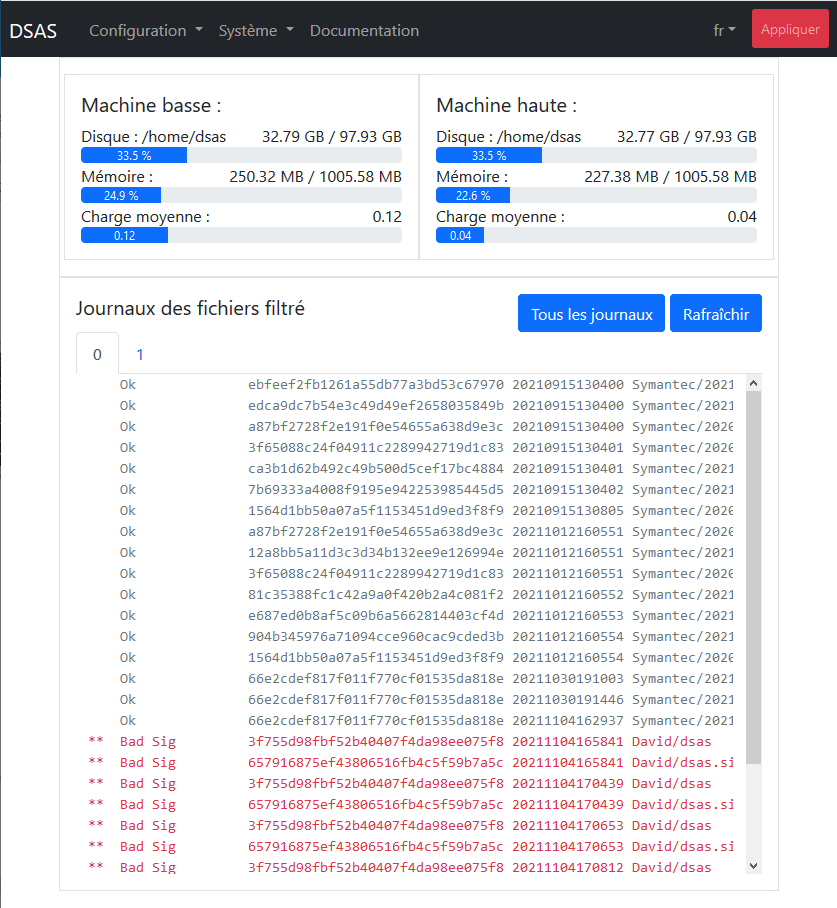 DSAS Configuration Système Documentation fr Appliquer
Machine basse :
Disque : /home/dsas 32.79 GB / 97.93 GB
33.5 %
Mémoire : 250.32 MB / 1005.58 MB
24.9 %
Charge moyenne : 0.12
0.12
Machine haute :
Disque : /home/dsas 32.77 GB / 97.93 GB
33.5 %
Mémoire : 227.38 MB / 1005.58 MB
22.6 %
Charge moyenne : 0.04
0.04
Journaux des fichiers filtré Tous les journaux Rafraîchir
0 1
Ok ebfeef2fb1261a55db77a3bd53c67970 20210915130400 Symantec/2021
Ok edca9dc7b54e3c49d49ef2658035849b 20210915130400 Symantec/2021
Ok a87bf2728f2e191f0e54655a638d9e3c 20210915130400 Symantec/2020
Ok 3f65088c24f04911c2289942719d1c83 20210915130401 Symantec/2020
Ok ca3b1d62b492c49b500d5cef17bc4884 20210915130401 Symantec/2021
Ok 7b69333a4008f9195e942253985445d5 20210915130402 Symantec/2021
Ok 1564d1bb50a07a5f1153451d9ed3f8f9 20210915130805 Symantec/2020
Ok a87bf2728f2e191f0e54655a638d9e3c 20211012160551 Symantec/2020
Ok 12a8bb5a11d3c3d34b132ee9e126994e 20211012160551 Symantec/2021
Ok 3f65088c24f04911c2289942719d1c83 20211012160551 Symantec/2020
Ok 81c35388fc1c42a9a0f420b2a4c081f2 20211012160552 Symantec/2021
Ok e687ed0b8af5c09b6a5662814403cf4d 20211012160553 Symantec/2021
Ok 904b345976a71094cce960cac9cded3b 20211012160554 Symantec/2021
Ok 1564d1bb50a07a5f1153451d9ed3f8f9 20211012160554 Symantec/2020
Ok 66e2cdef817f011f770cf01535da818e 20211030191003 Symantec/2021
Ok 66e2cdef817f011f770cf01535da818e 20211030191446 Symantec/2021
Ok 66e2cdef817f011f770cf01535da818e 20211104162937 Symantec/2021
** Bad Sig 3f755d98fbf52b40407f4da98ee075f8 20211104165841 David/dsas
** Bad Sig 657916875ef43806516fb4c5f59b7a5c 20211104165841 David/dsas.si
** Bad Sig 3f755d98fbf52b40407f4da98ee075f8 20211104170439 David/dsas
** Bad Sig 657916875ef43806516fb4c5f59b7a5c 20211104170439 David/dsas.si
** Bad Sig 3f755d98fbf52b40407f4da98ee075f8 20211104170653 David/dsas
** Bad Sig 657916875ef43806516fb4c5f59b7a5c 20211104170653 David/dsas.si
** Bad Sig 3f755d98fbf52b40407f4da98ee075f8 20211104170812 David/dsas